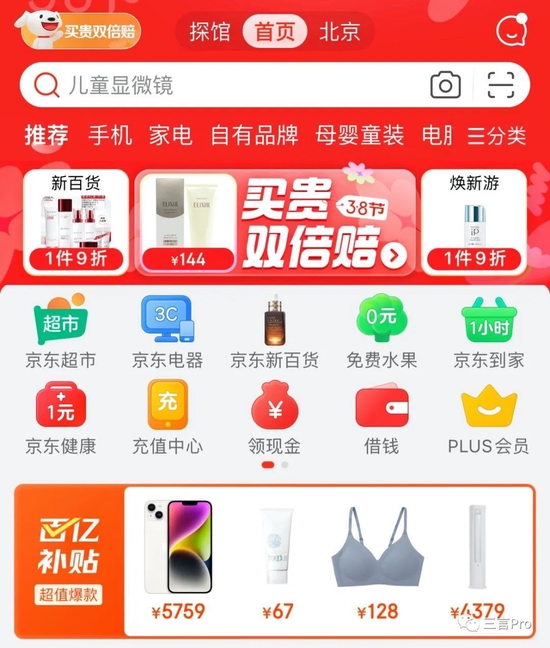 买贵双倍赔
探馆 首页 北京
儿童显微镜
推荐 手机 家电 自有品牌 母婴童装 分类
新百货
1件9折
ELIXIR
¥144
买贵
双倍赔
3.8节
焕新游
iP
1件9折
超市
京东超市
3C
京东电器
京东新百货
0元
免费水果
1小时
京东到家
1元
京东健康
充
充值中心
¥
领现金
借钱
PLUS会员
百亿
补贴
超值爆款
¥5759
¥67
¥128
¥4379
三言Pro